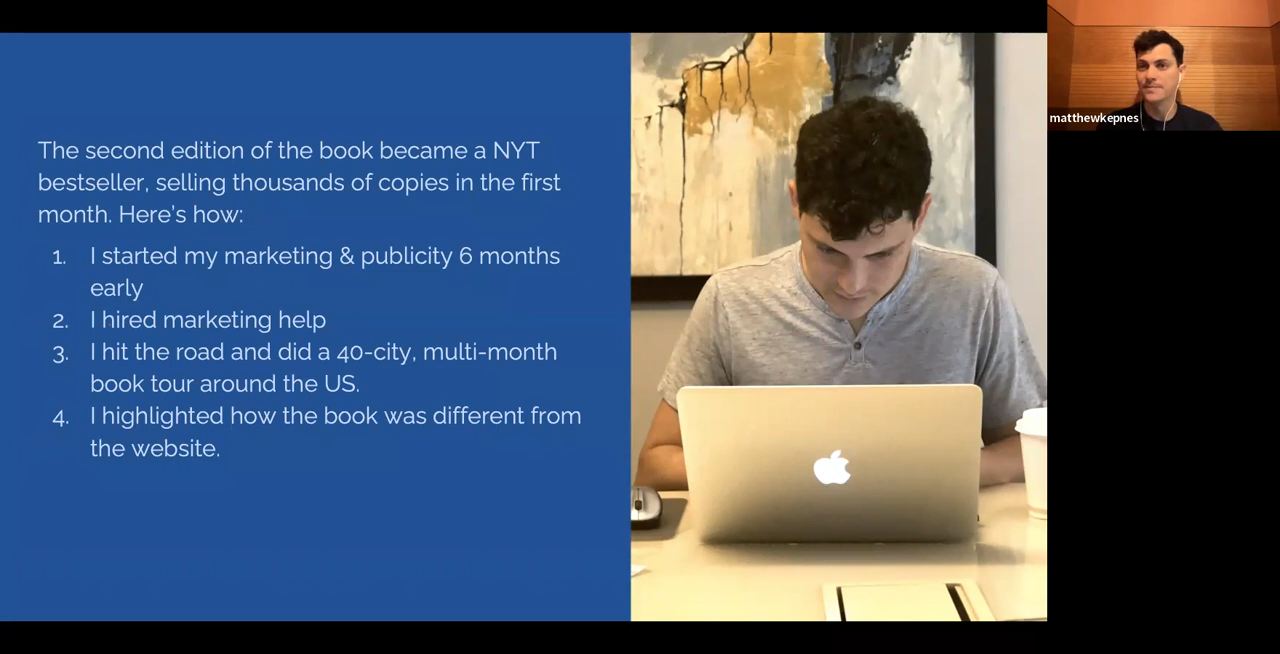 The second edition of the book became a NYT
bestseller, selling thousands of copies in the first
month. Here's how:
1. I started my marketing & publicity 6 months
early
2. I hired marketing help
3. I hit the road and did a 40-city, multi-month
book tour around the US.
4. I highlighted how the book was different from
the website.
matthewkepnes